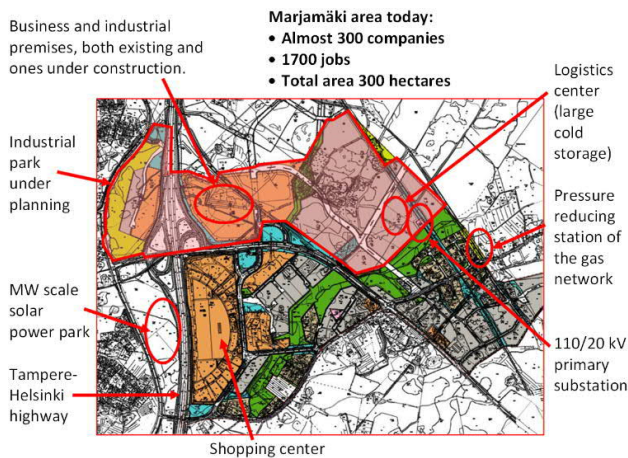 Business and industrial
premises, both existing and
ones under construction.
Marjamäki area today:
• Almost 300 companies
• 1700 jobs
• Total area 300 hectares
Logistics
center
(large
cold
storage)
Industrial
park
under
planning
Pressure
reducing
station of
the gas
network
MW scale
solar
power park
110/20 kV
primary
substation
Tampere-
Helsinki
highway
Shopping center